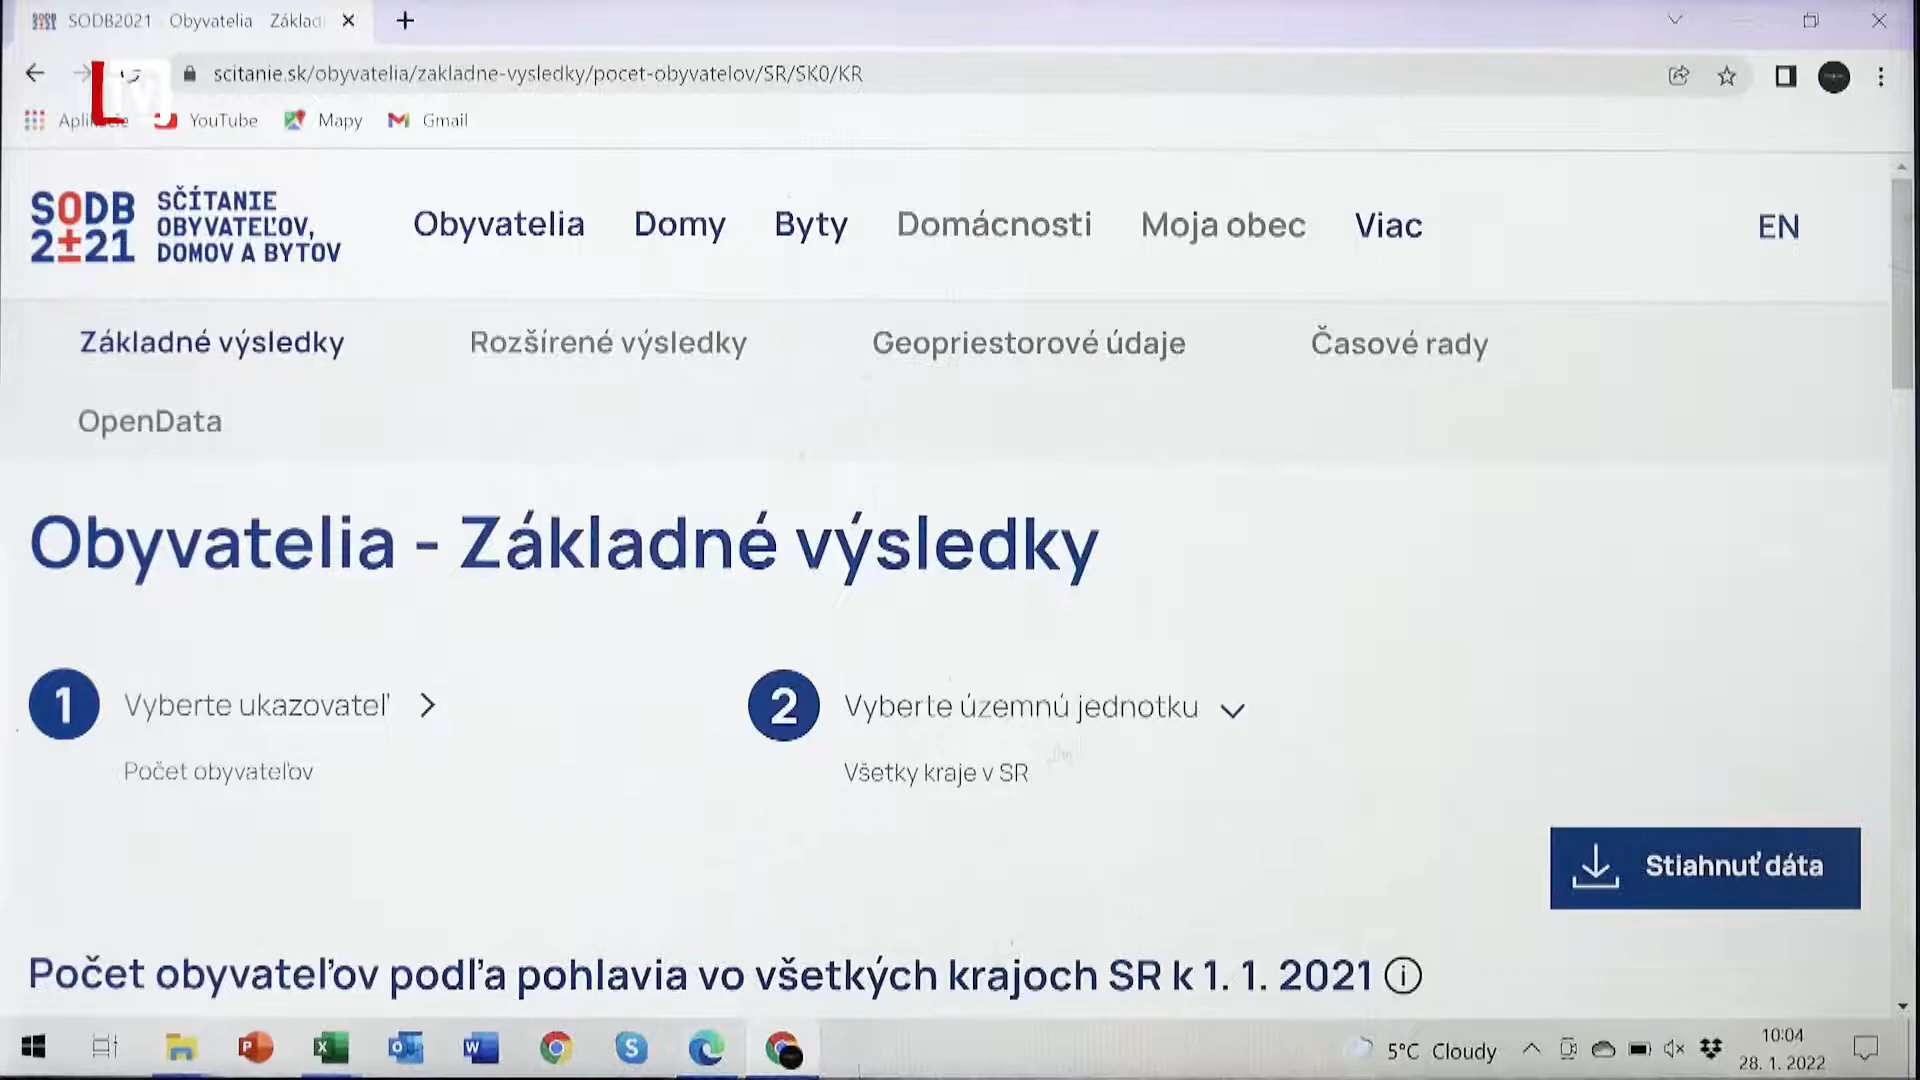 SODB2021 Obyvatelia Základ
scitanie.sk/obyvatelia/zakladne-vysledky/pocet-obyvatelov/SR/SK0/KR
YouTube Mapy Gmail
SODB
2±21
SČÍTANIE
OBYVATEĽOV,
DOMOV A BYTOV
Obyvatelia Domy Byty Domácnosti Moja obec Viac EN
Základné výsledky Rozšírené výsledky Geopriestorové údaje Časové rady
OpenData
Obyvatelia - Základné výsledky
1 Vyberte ukazovateľ
Počet obyvateľov
2 Vyberte územnú jednotku
Všetky kraje v SR
Stiahnuť dáta
Počet obyvateľov podľa pohlavia vo všetkých krajoch SR k 1. 1. 2021
5°C Cloudy
10:04
28. 1. 2022